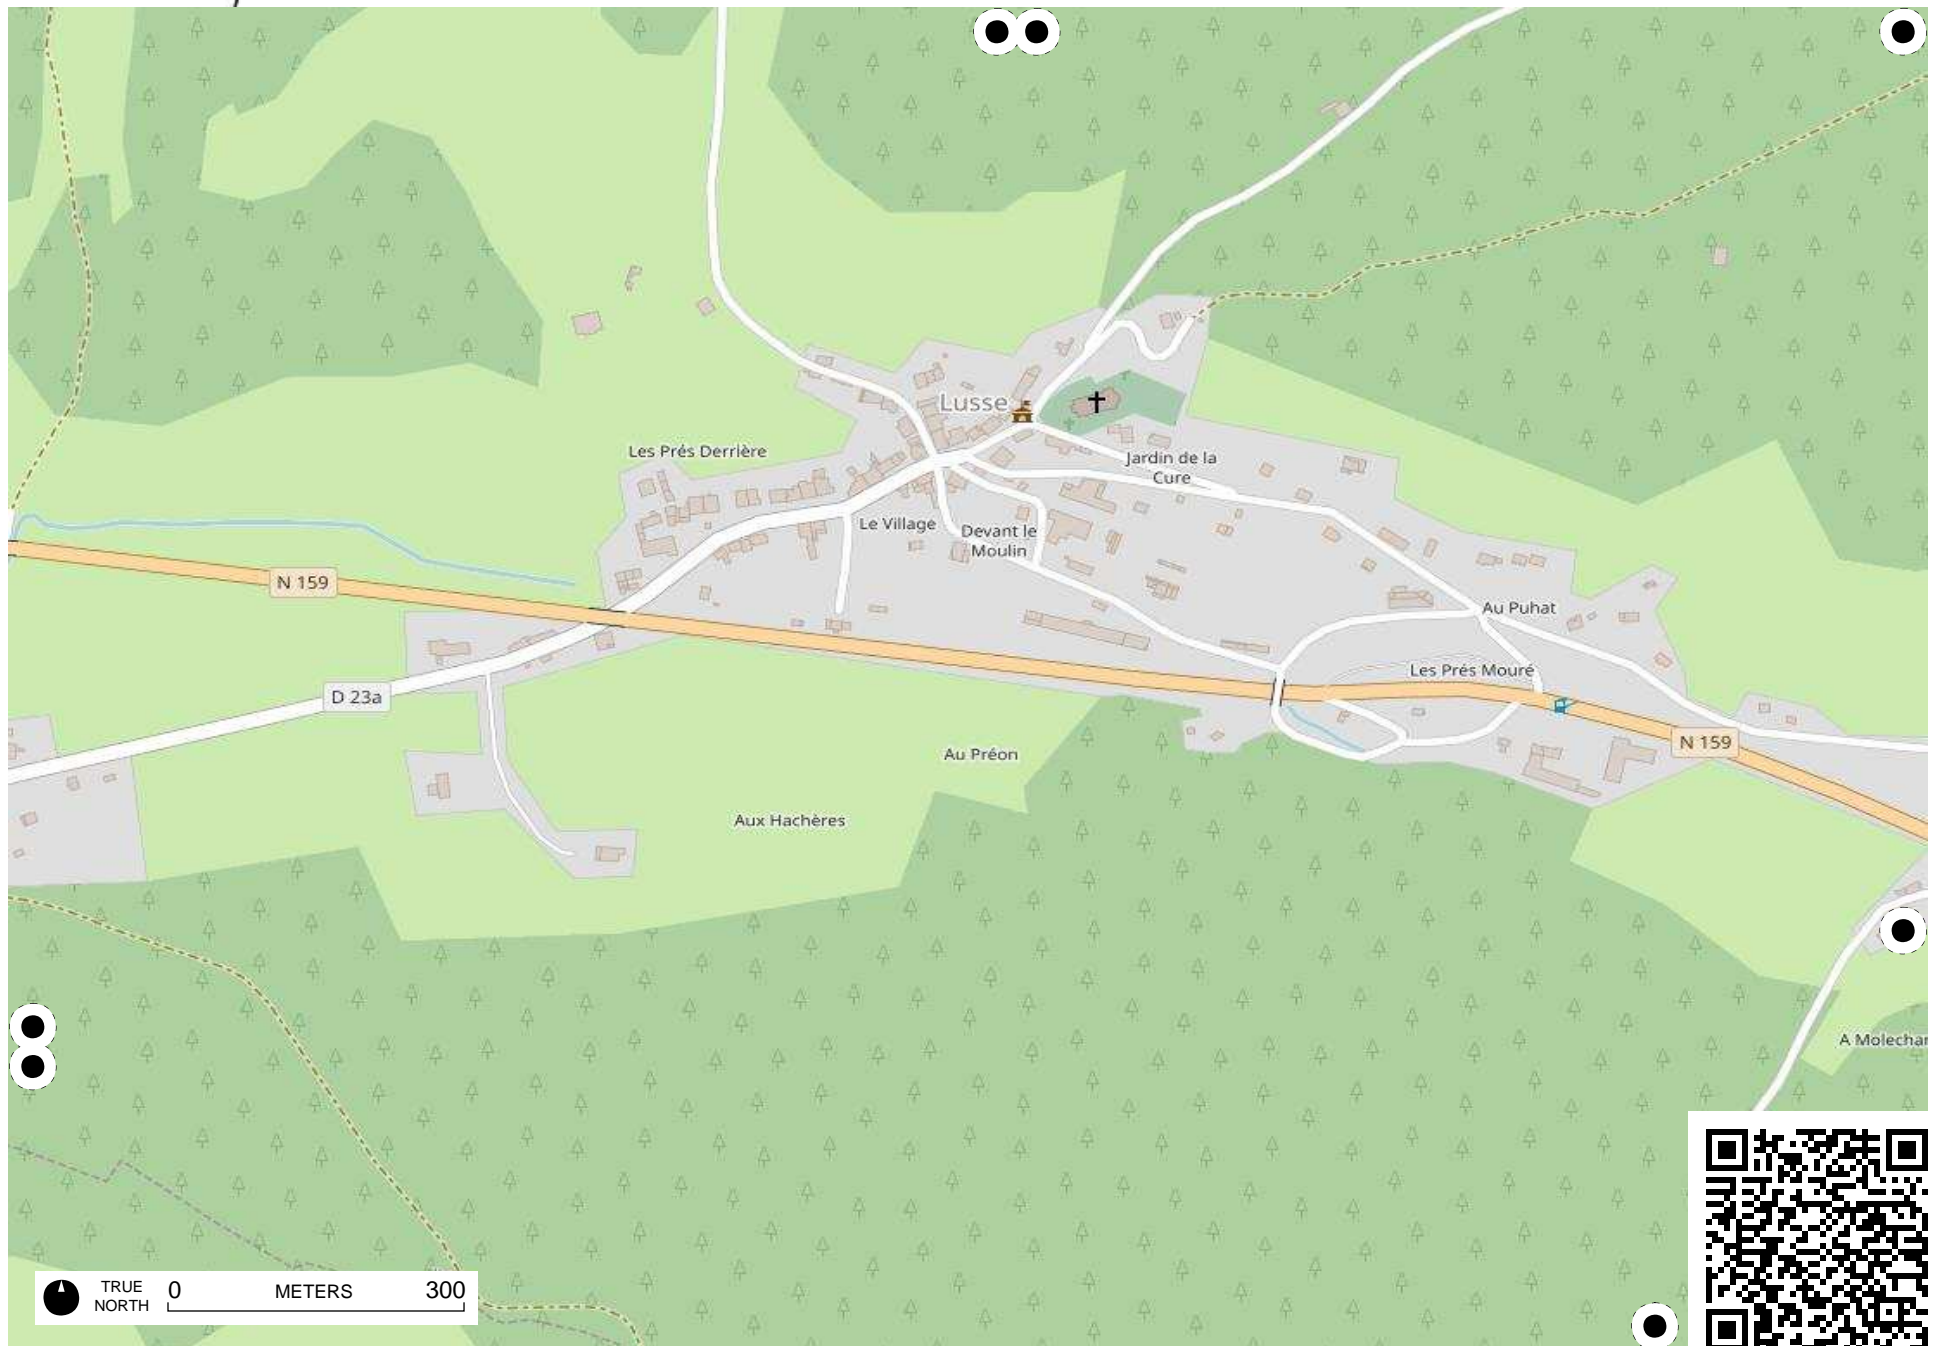 Lusse
Les Prés Derrière
Jardin de la
Cure
Le Village
Devant le
Moulin
N 159
Au Puhat
Les Prés Mouré
D 23a
N 159
Au Préon
Aux Hachères
A Molechar
TRUE
NORTH
0 METERS 300